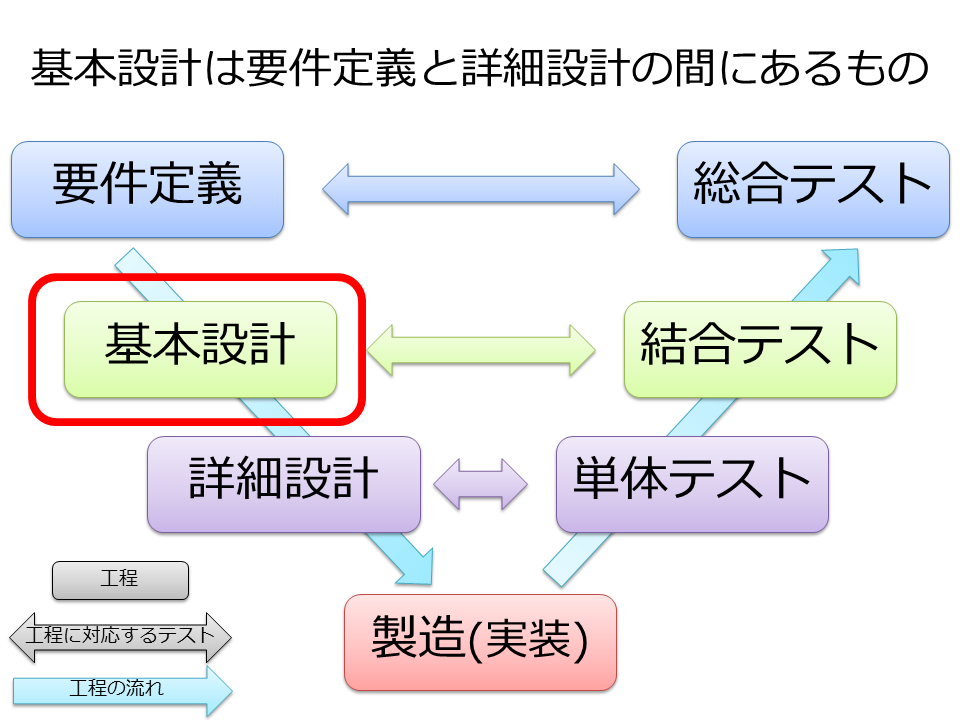 基本設計は要件定義と詳細設計の間にあるもの
要件定義
総合テスト
基本設計
結合テスト
詳細設計
単体テスト
製造(実装)
工程
工程に対応するテスト
工程の流れ